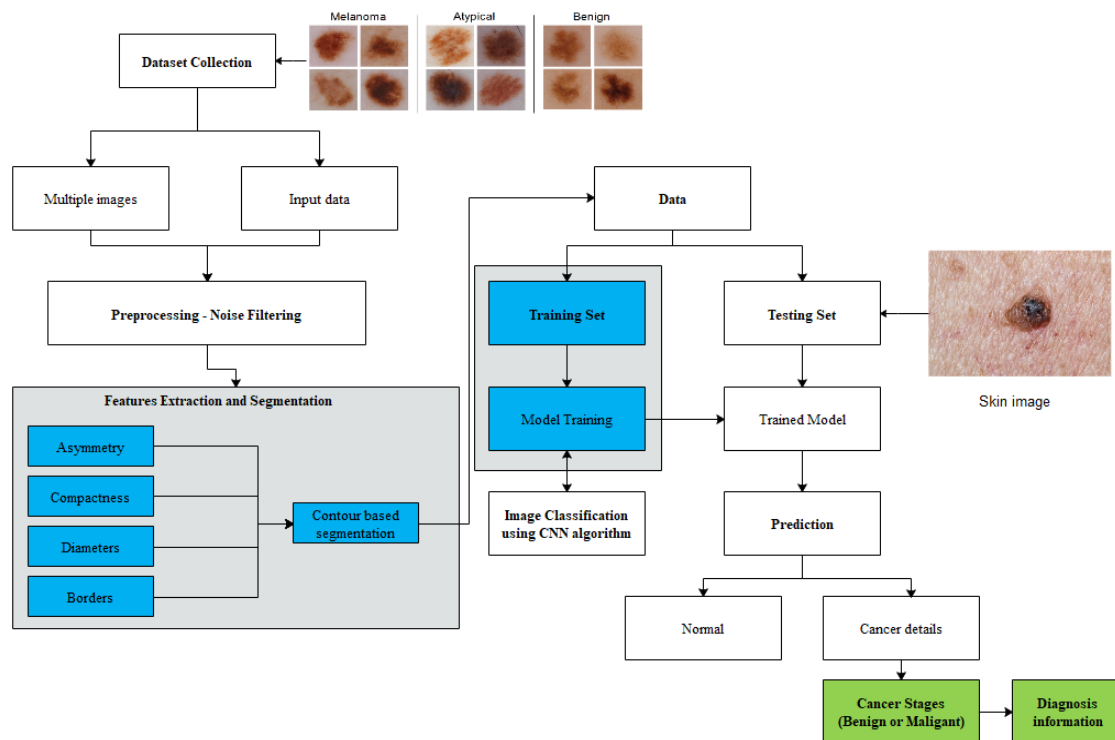 Melanoma
Atypical
Benign
Dataset Collection
Multiple images
Input data
Data
Preprocessing - Noise Filtering
Training Set
Testing Set
Skin image
Features Extraction and Segmentation
Asymmetry
Compactness
Diameters
Borders
Contour based
segmentation
Model Training
Trained Model
Image Classification
using CNN algorithm
Prediction
Normal
Cancer details
Cancer Stages
(Benign or Maligant)
Diagnosis
information